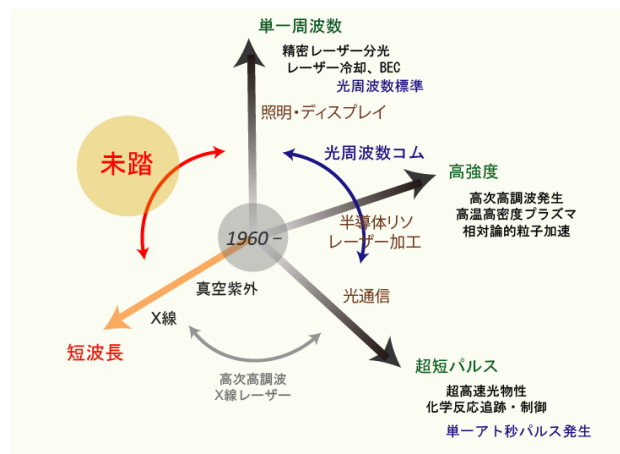 単一周波数
精密レーザー分光
レーザー冷却、BEC
光周波数標準
照明・ディスプレイ
未踏
光周波数コム
高強度
高次高調波発生
高温高密度プラズマ
相対論的粒子加速
半導体リソ
レーザー加工
1960－
真空紫外
光通信
X線
短波長
超短パルス
高次高調波
X線レーザー
超高速光物性
化学反応追跡・制御
単一アト秒パルス発生